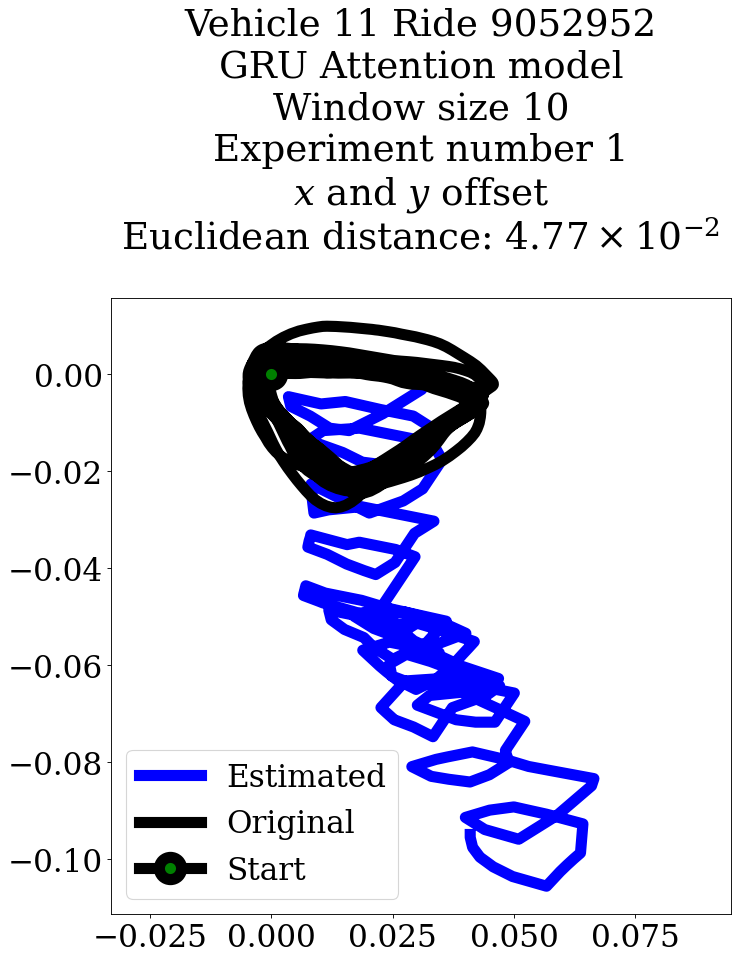 Vehicle 11 Ride 9052952
GRU Attention model
Window size 10
Experiment number 1
x and y offset
Euclidean distance: 4.77 × 10⁻²
0.00
−0.02
−0.04
−0.06
−0.08
−0.10
Estimated
Original
Start
−0.025 0.000 0.025 0.050 0.075